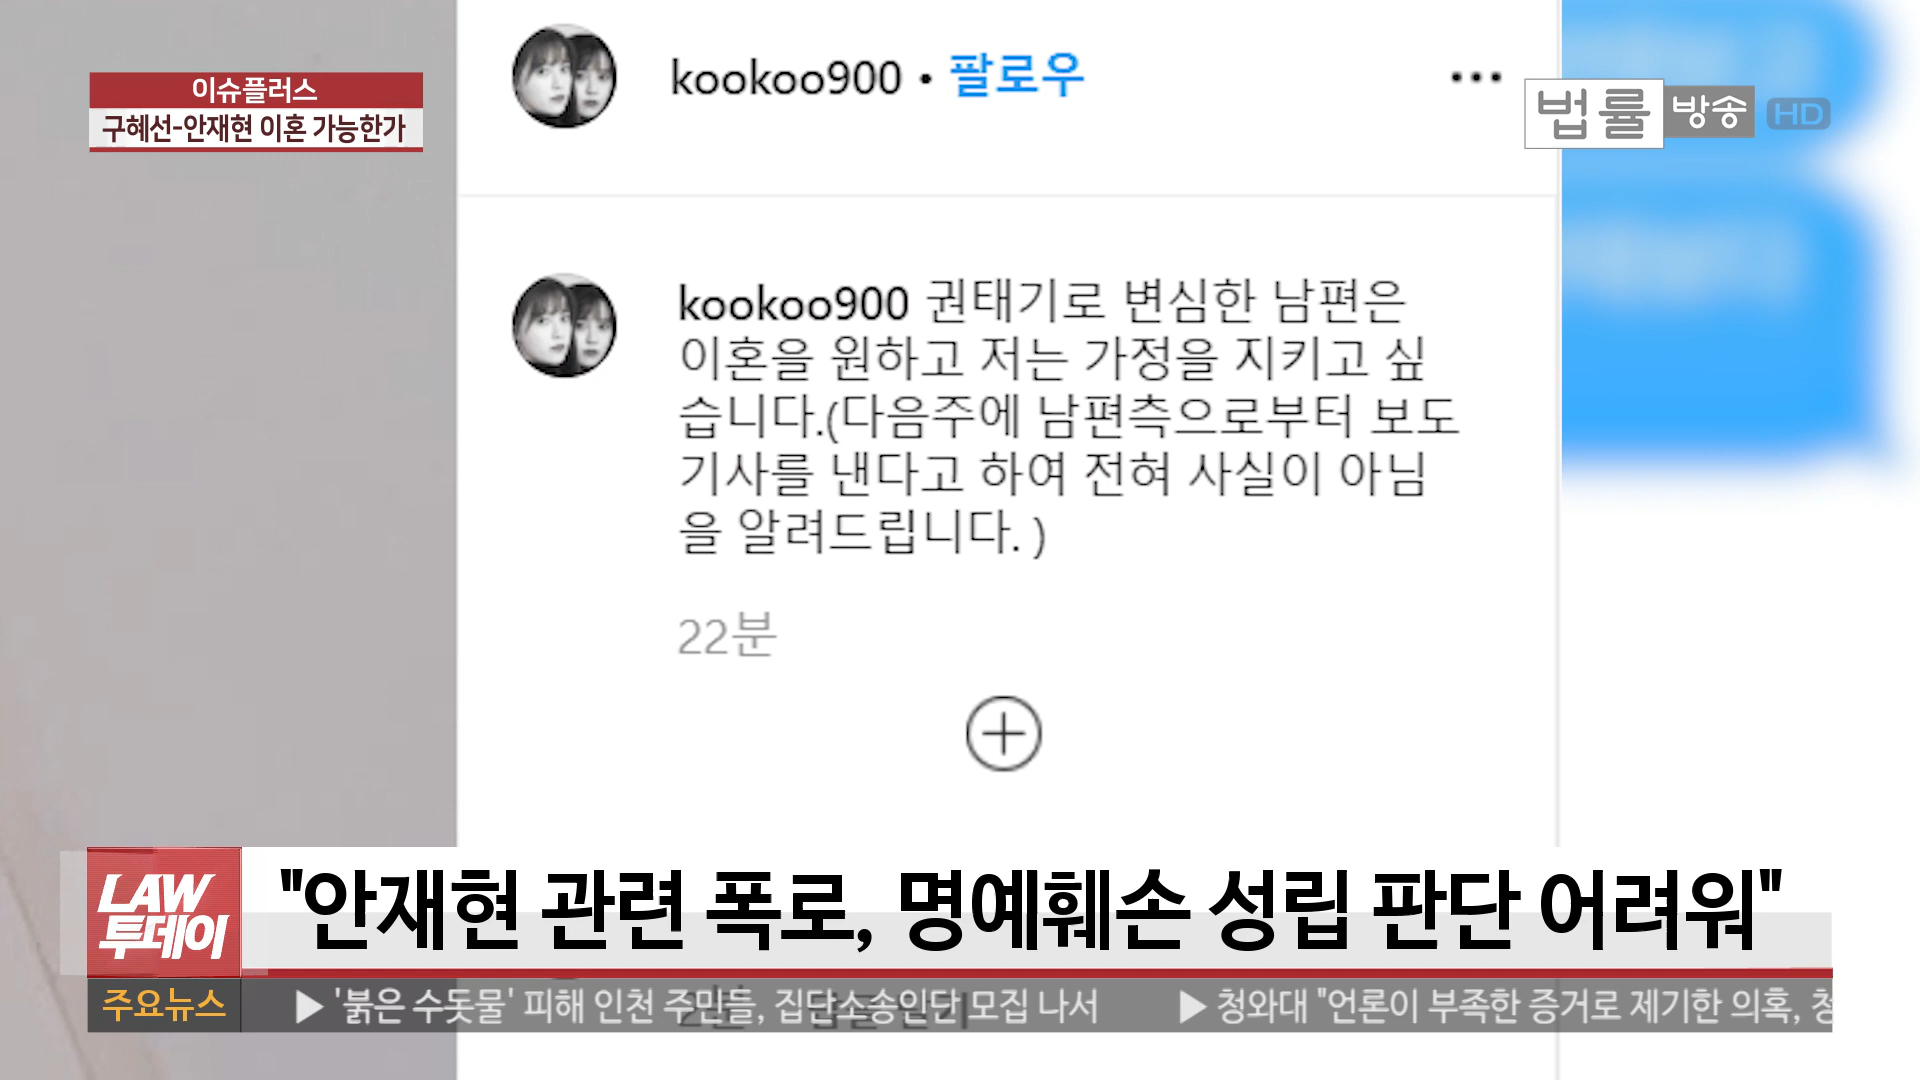 이슈플러스
구혜선-안재현 이혼 가능한가
kookoo900 • 팔로우
법률방송 HD
kookoo900 권태기로 변심한 남편은
이혼을 원하고 저는 가정을 지키고 싶
습니다.(다음주에 남편측으로부터 보도
기사를 낸다고 하여 전혀 사실이 아님
을 알려드립니다. )
22분
LAW
투데이
"안재현 관련 폭로, 명예훼손 성립 판단 어려워"
주요뉴스
▶ '붉은 수돗물' 피해 인천 주민들, 집단소송인단 모집 나서 ▶ 청와대 "언론이 부족한 증거로 제기한 의혹, 청